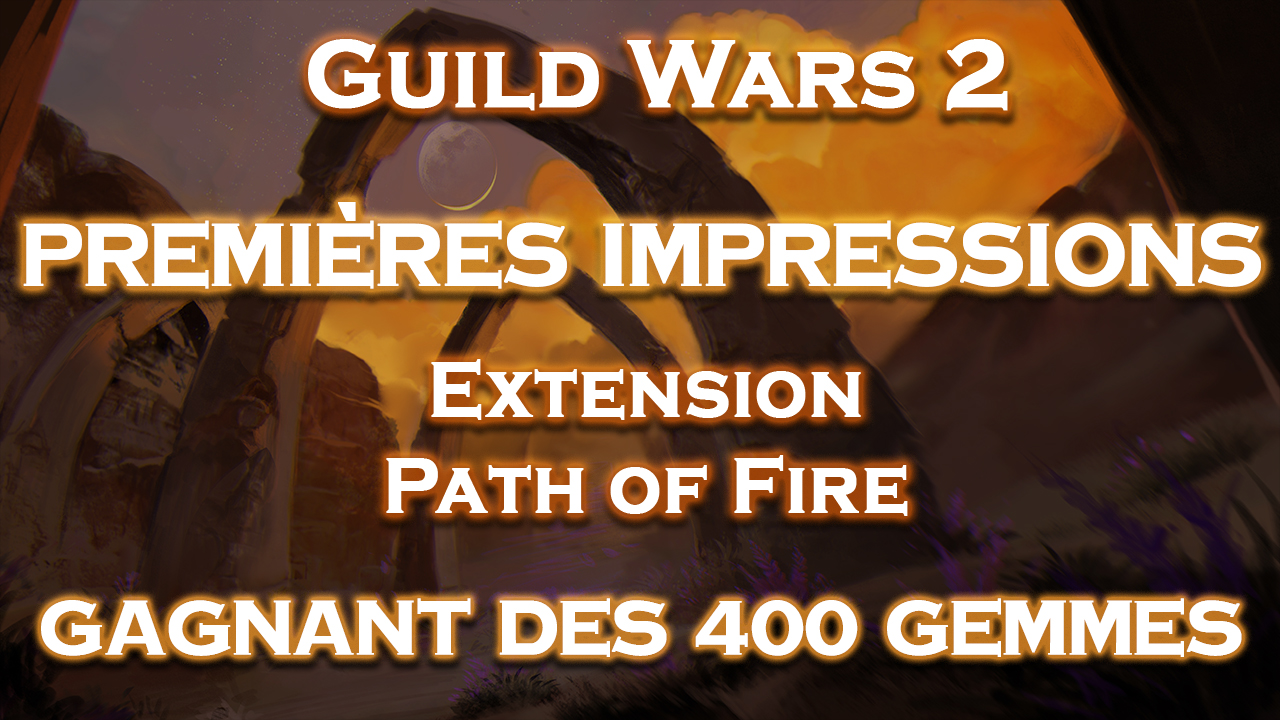 Guild Wars 2
PREMIÈRES IMPRESSIONS
Extension
Path of Fire
GAGNANT DES 400 GEMMES